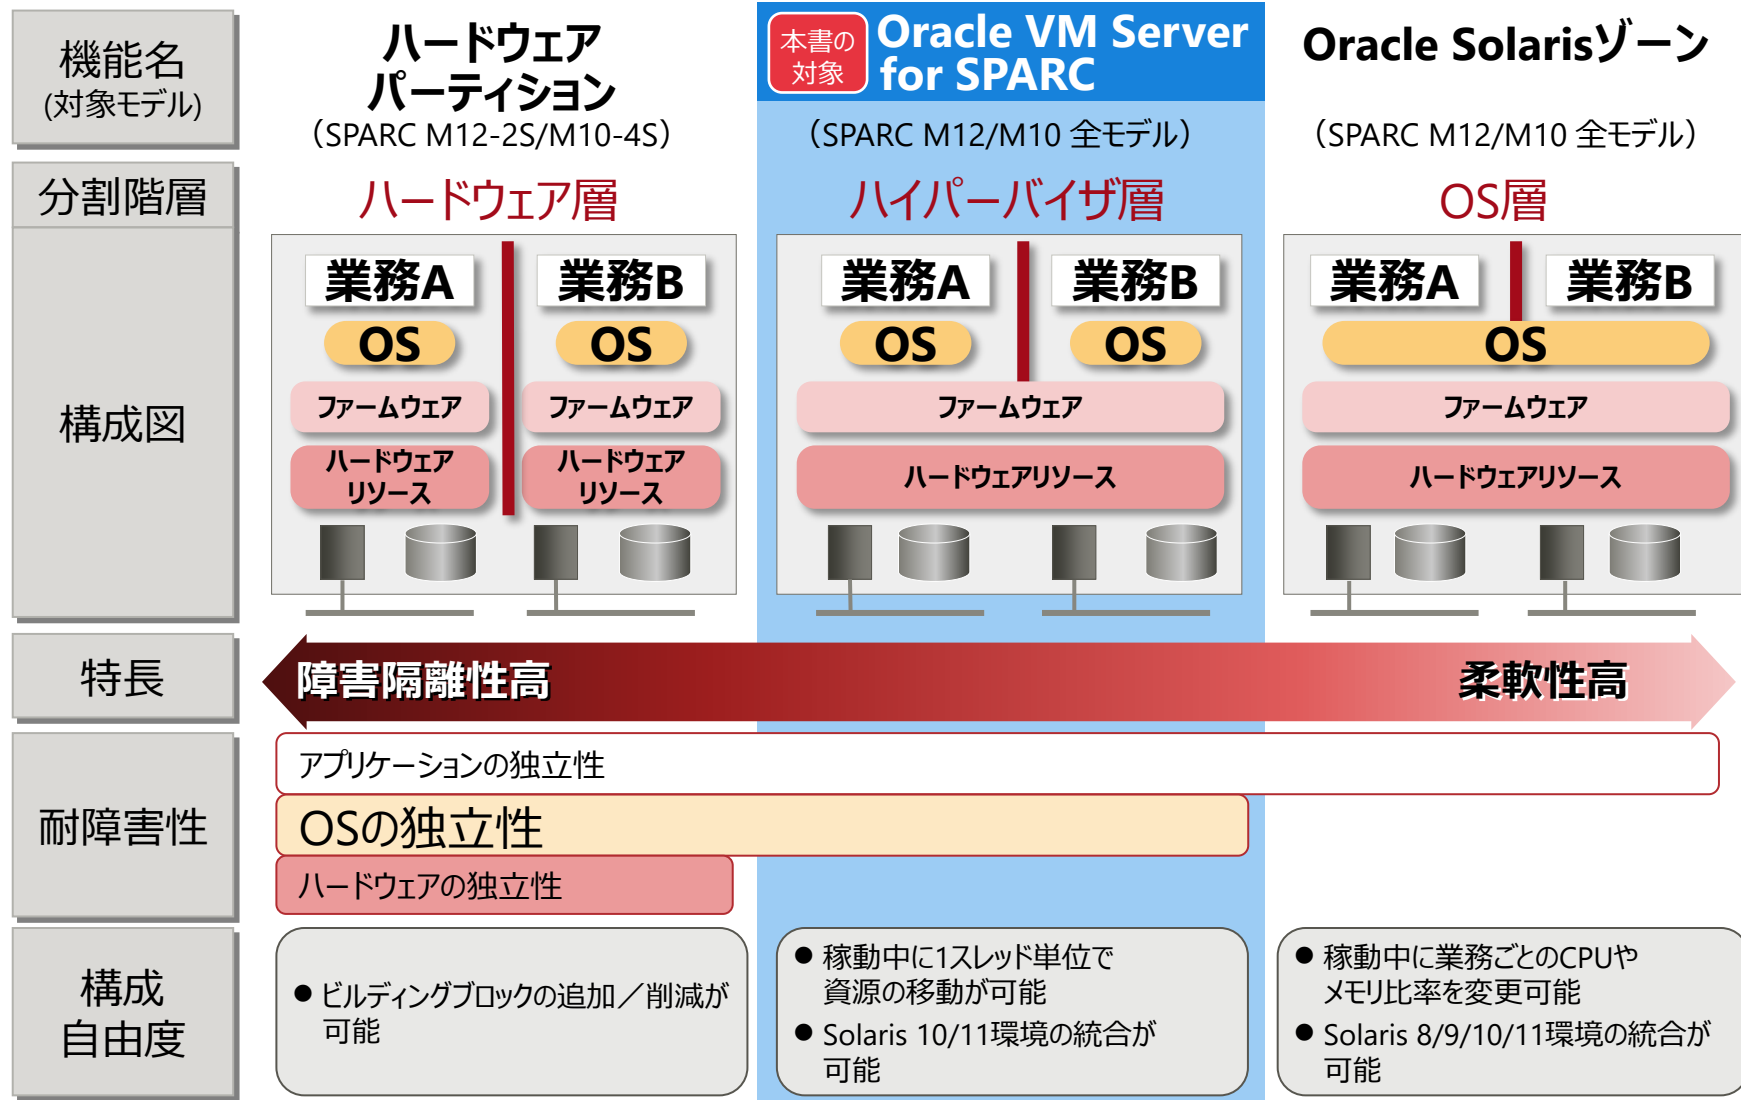 機能名
(対象モデル)
ハードウェア
パーティション
（SPARC M12-2S/M10-4S）
本書の
対象
Oracle VM Server
for SPARC
（SPARC M12/M10 全モデル）
Oracle Solarisゾーン
（SPARC M12/M10 全モデル）
分割階層
ハードウェア層
ハイパーバイザ層
OS層
構成図
業務A
業務B
OS
OS
ファームウェア
ファームウェア
ハードウェア
リソース
ハードウェア
リソース
業務A
業務B
OS
OS
ファームウェア
ハードウェアリソース
業務A
業務B
OS
ファームウェア
ハードウェアリソース
特長
障害隔離性高
柔軟性高
耐障害性
アプリケーションの独立性
OSの独立性
ハードウェアの独立性
構成
自由度
● ビルディングブロックの追加／削減が
可能
● 稼動中に1スレッド単位で
資源の移動が可能
● Solaris 10/11環境の統合が
可能
● 稼動中に業務ごとのCPUや
メモリ比率を変更可能
● Solaris 8/9/10/11環境の統合が
可能